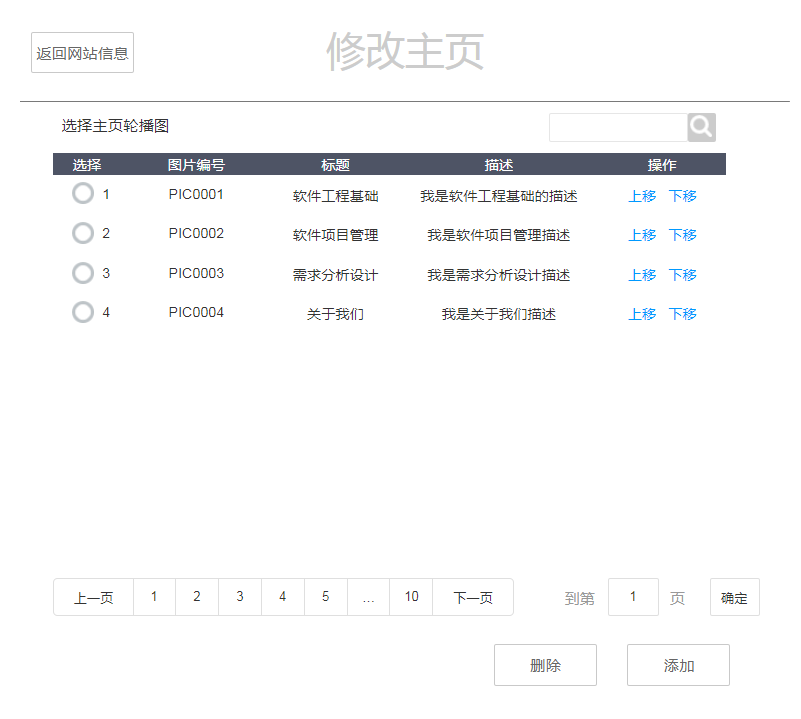 返回网站信息
修改主页
选择主页轮播图
选择 图片编号 标题 描述 操作
1 PIC0001 软件工程基础 我是软件工程基础的描述 上移 下移
2 PIC0002 软件项目管理 我是软件项目管理描述 上移 下移
3 PIC0003 需求分析设计 我是需求分析设计描述 上移 下移
4 PIC0004 关于我们 我是关于我们描述 上移 下移
上一页 1 2 3 4 5 ... 10 下一页 到第 1 页 确定
删除 添加